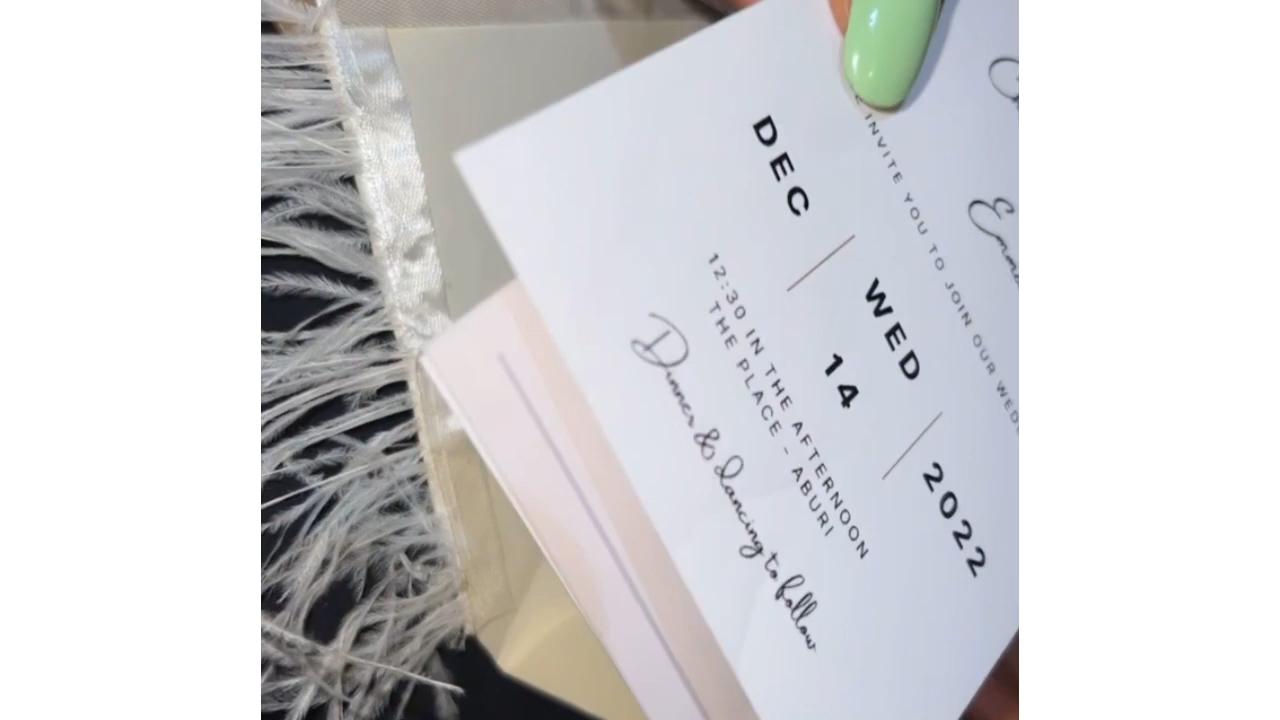 INVITE YOU TO JOIN OUR
DEC | WED 14 | 2022
12:30 IN THE AFTERNOON
THE PLACE - ABURI
Dinner & dancing to follow